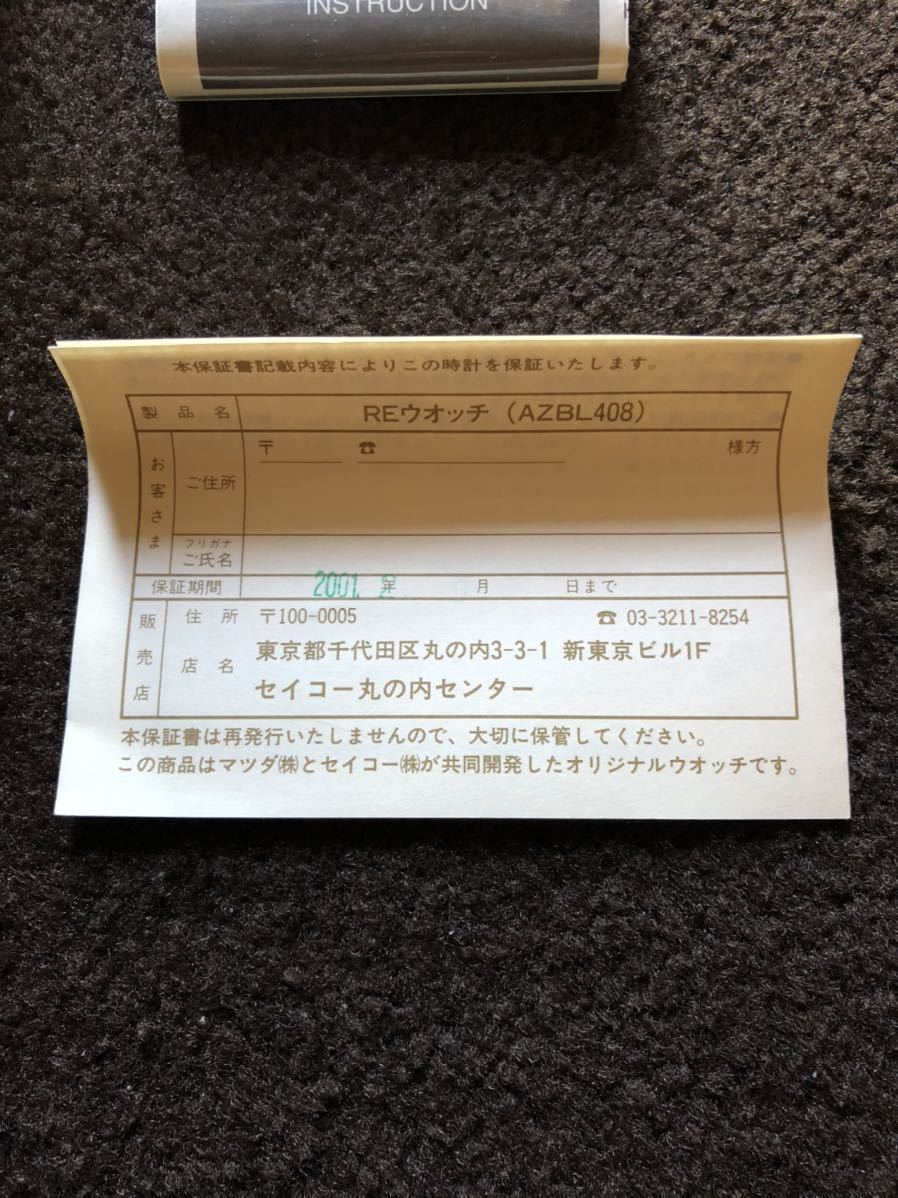 INSTRUCTION
本保証書記載内容によりこの時計を保証いたします。
製品名 REウオッチ（AZBL408）
お客さま ご住所 〒 ☎ 様方
フリガナ
ご氏名
保証期間 2001. 年 月 日まで
販売店 住所 〒100-0005 ☎ 03-3211-8254
東京都千代田区丸の内3-3-1 新東京ビル1F
店名 セイコー丸の内センター
本保証書は再発行いたしませんので、大切に保管してください。
この商品はマツダ㈱とセイコー㈱が共同開発したオリジナルウオッチです。